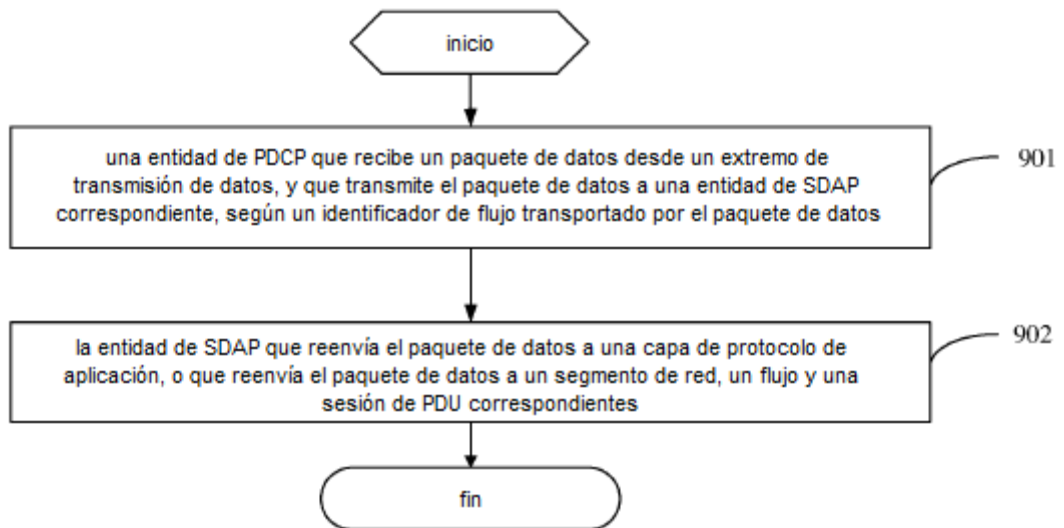 inicio
una entidad de PDCP que recibe un paquete de datos desde un extremo de
transmisión de datos, y que transmite el paquete de datos a una entidad de SDAP
correspondiente, según un identificador de flujo transportado por el paquete de datos
901
la entidad de SDAP que reenvía el paquete de datos a una capa de protocolo de
aplicación, o que reenvía el paquete de datos a un segmento de red, un flujo y una
sesión de PDU correspondientes
902
fin